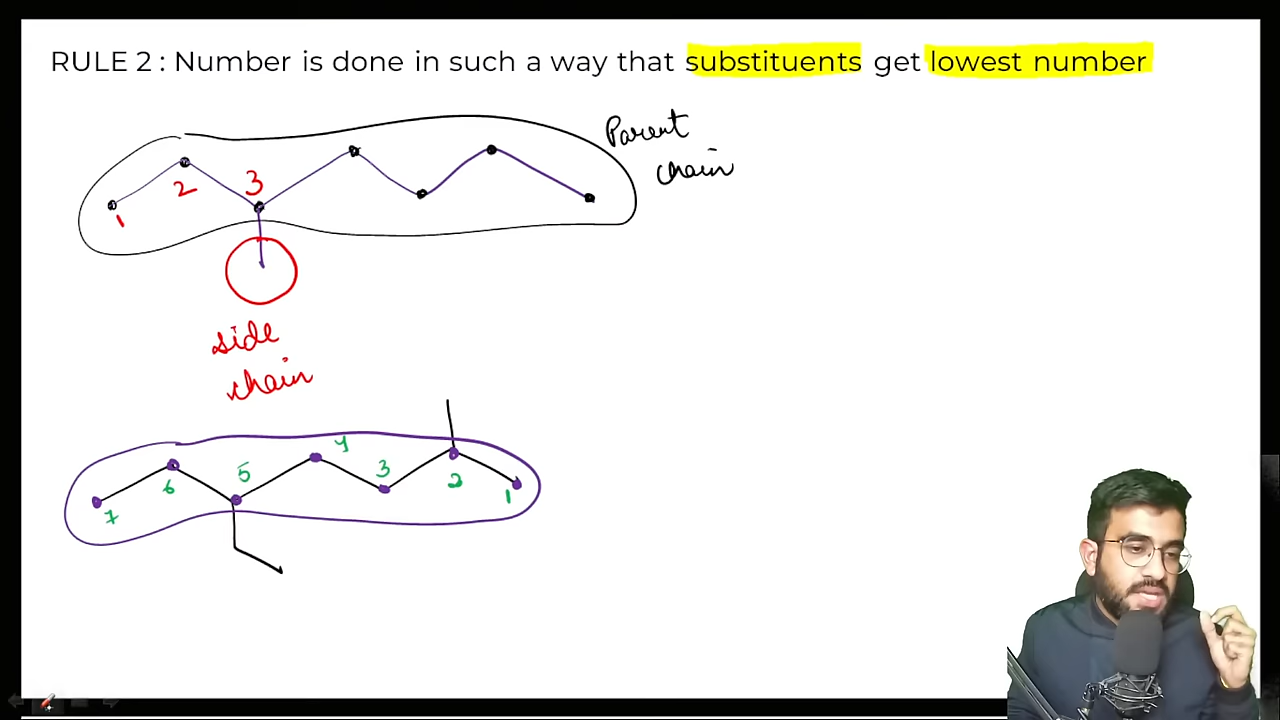 RULE 2 : Number is done in such a way that substituents get lowest number
Parent
chain
1 2 3
side
chain
7 6 5 4 3 2 1